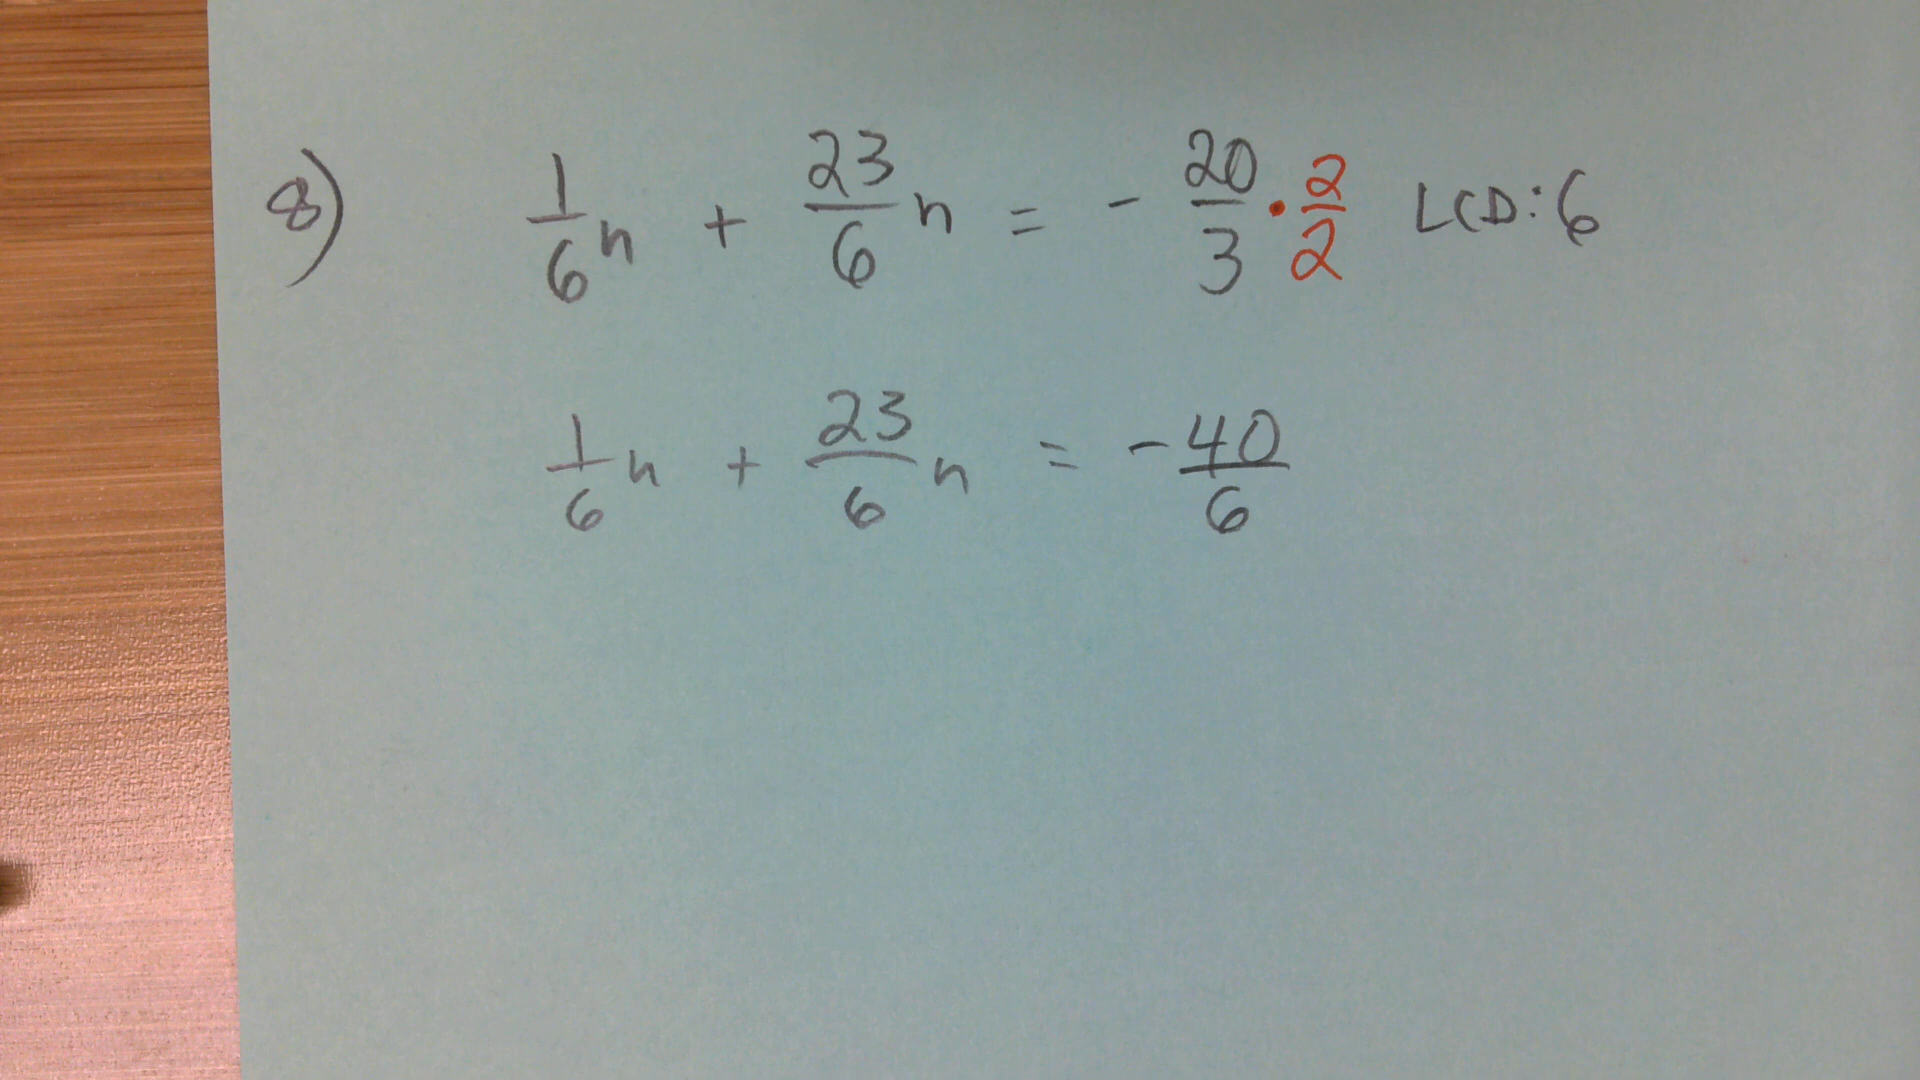 8) 1/6 n + 23/6 n = - 20/3 · 2/2 LCD: 6
1/6 n + 23/6 n = - 40/6